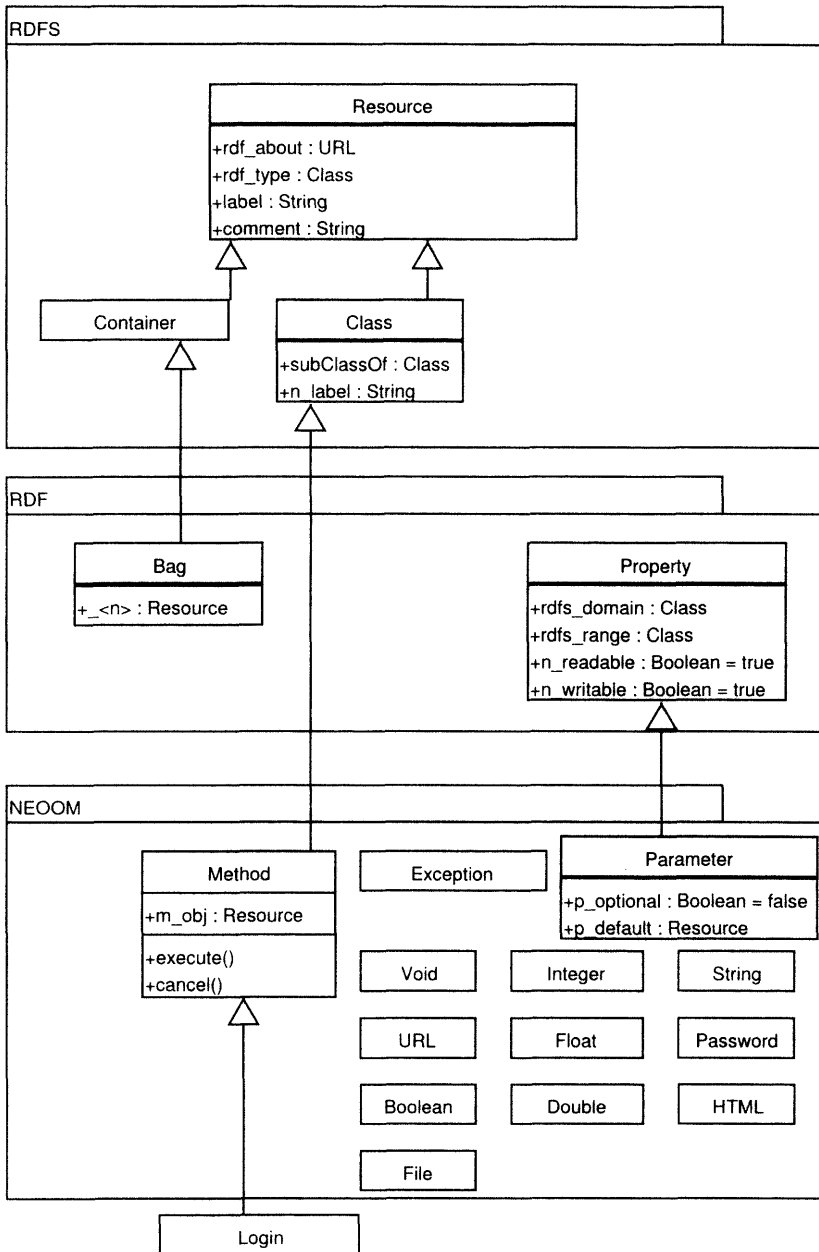 RDFS
Resource
+rdf_about : URL
+rdf_type : Class
+label : String
+comment : String
Container
Class
+subClassOf : Class
+n_label : String
RDF
Bag
+_<n> : Resource
Property
+rdfs_domain : Class
+rdfs_range : Class
+n_readable : Boolean = true
+n_writable : Boolean = true
NEOOM
Method
+m_obj : Resource
+execute()
+cancel()
Exception
Parameter
+p_optional : Boolean = false
+p_default : Resource
Void
Integer
String
URL
Float
Password
Boolean
Double
HTML
File
Login